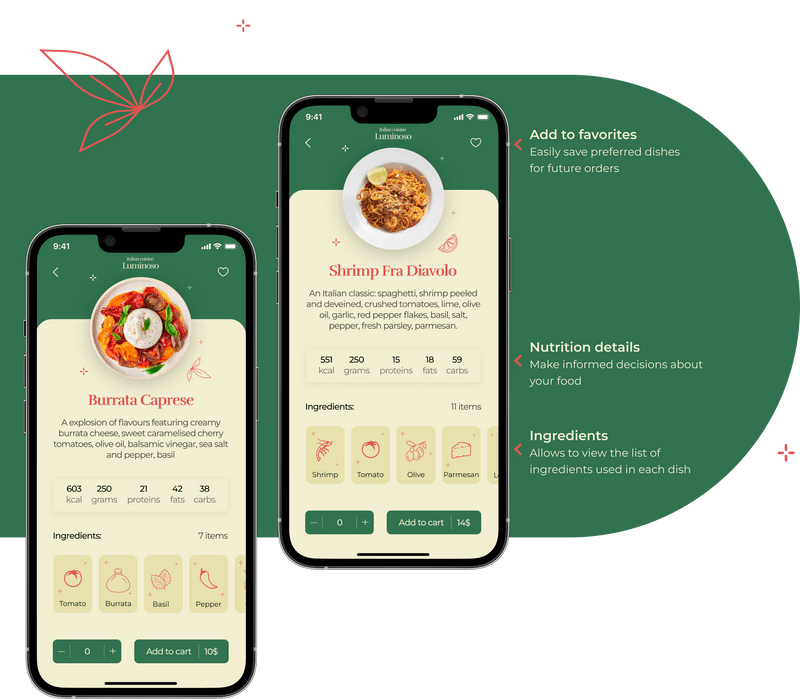 9:41
Italian cuisine
Luminoso
Shrimp Fra Diavolo
An Italian classic: spaghetti, shrimp peeled
and deveined, crushed tomatoes, lime, olive
oil, garlic, red pepper flakes, basil, salt,
pepper, fresh parsley, parmesan.
551 250 15 18 59
kcal grams proteins fats carbs
Ingredients: 11 items
Shrimp Tomato Olive Parmesan
— 0 + Add to cart 14$
Add to favorites
Easily save preferred dishes
for future orders
Nutrition details
Make informed decisions about
your food
Ingredients
Allows to view the list of
ingredients used in each dish
9:41
Italian cuisine
Luminoso
Burrata Caprese
A explosion of flavours featuring creamy
burrata cheese, sweet caramelised cherry
tomatoes, olive oil, balsamic vinegar, sea salt
and pepper, basil
603 250 21 42 38
kcal grams proteins fats carbs
Ingredients: 7 items
Tomato Burrata Basil Pepper
— 0 + Add to cart 10$